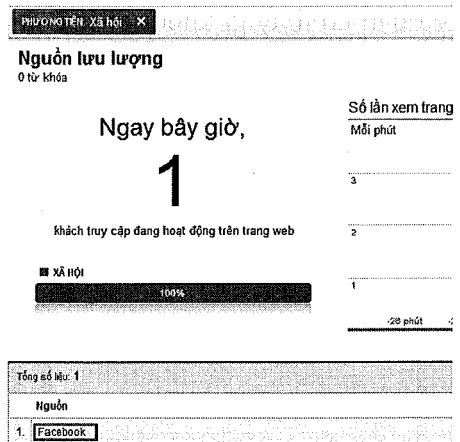 PHƯƠNG TIỆN: Xã hội ✕
Nguồn lưu lượng
0 từ khóa
Ngay bây giờ,
1
khách truy cập đang hoạt động trên trang web
XÃ HỘI
100%
Số lần xem trang
Mỗi phút
3
2
1
-26 phút
Tổng số liệu: 1
Nguồn
1. Facebook